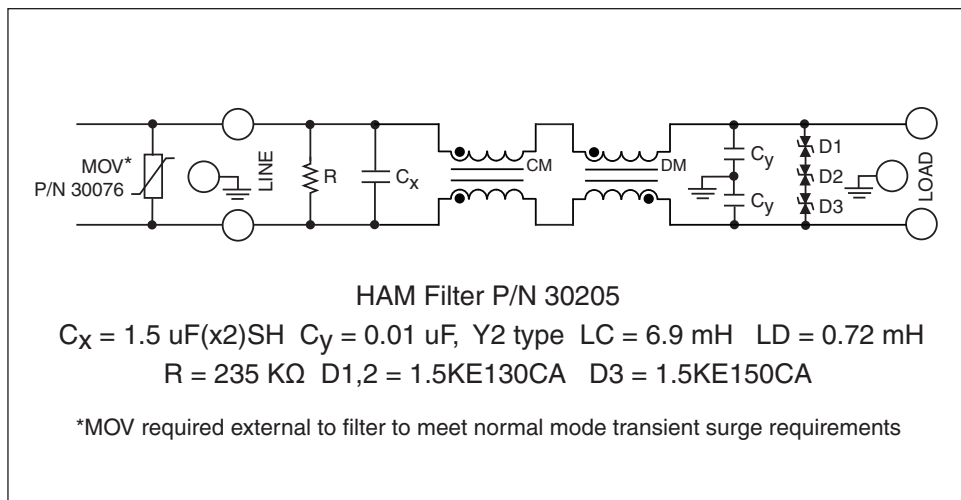 MOV*
P/N 30076
LINE
R
Cx
CM
DM
Cy
Cy
D1
D2
D3
LOAD
HAM Filter P/N 30205
Cx = 1.5 uF(x2)SH Cy = 0.01 uF, Y2 type LC = 6.9 mH LD = 0.72 mH
R = 235 KΩ D1,2 = 1.5KE130CA D3 = 1.5KE150CA
*MOV required external to filter to meet normal mode transient surge requirements